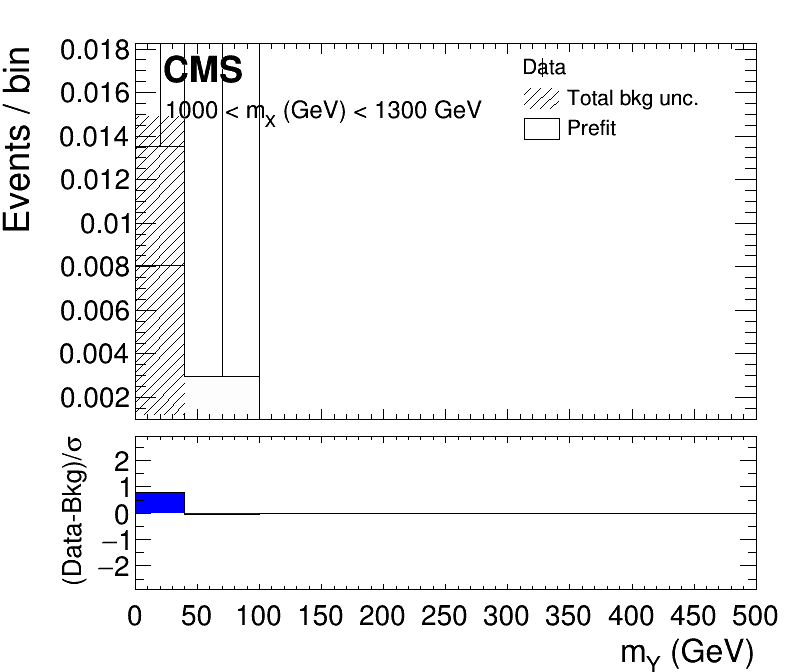 Events / bin
0.018
0.016
0.014
0.012
0.01
0.008
0.006
0.004
0.002
CMS
1000 < mX (GeV) < 1300 GeV
Data
Total bkg unc.
Prefit
(Data-Bkg)/σ
2
1
0
−1
−2
0 50 100 150 200 250 300 350 400 450 500
mY (GeV)